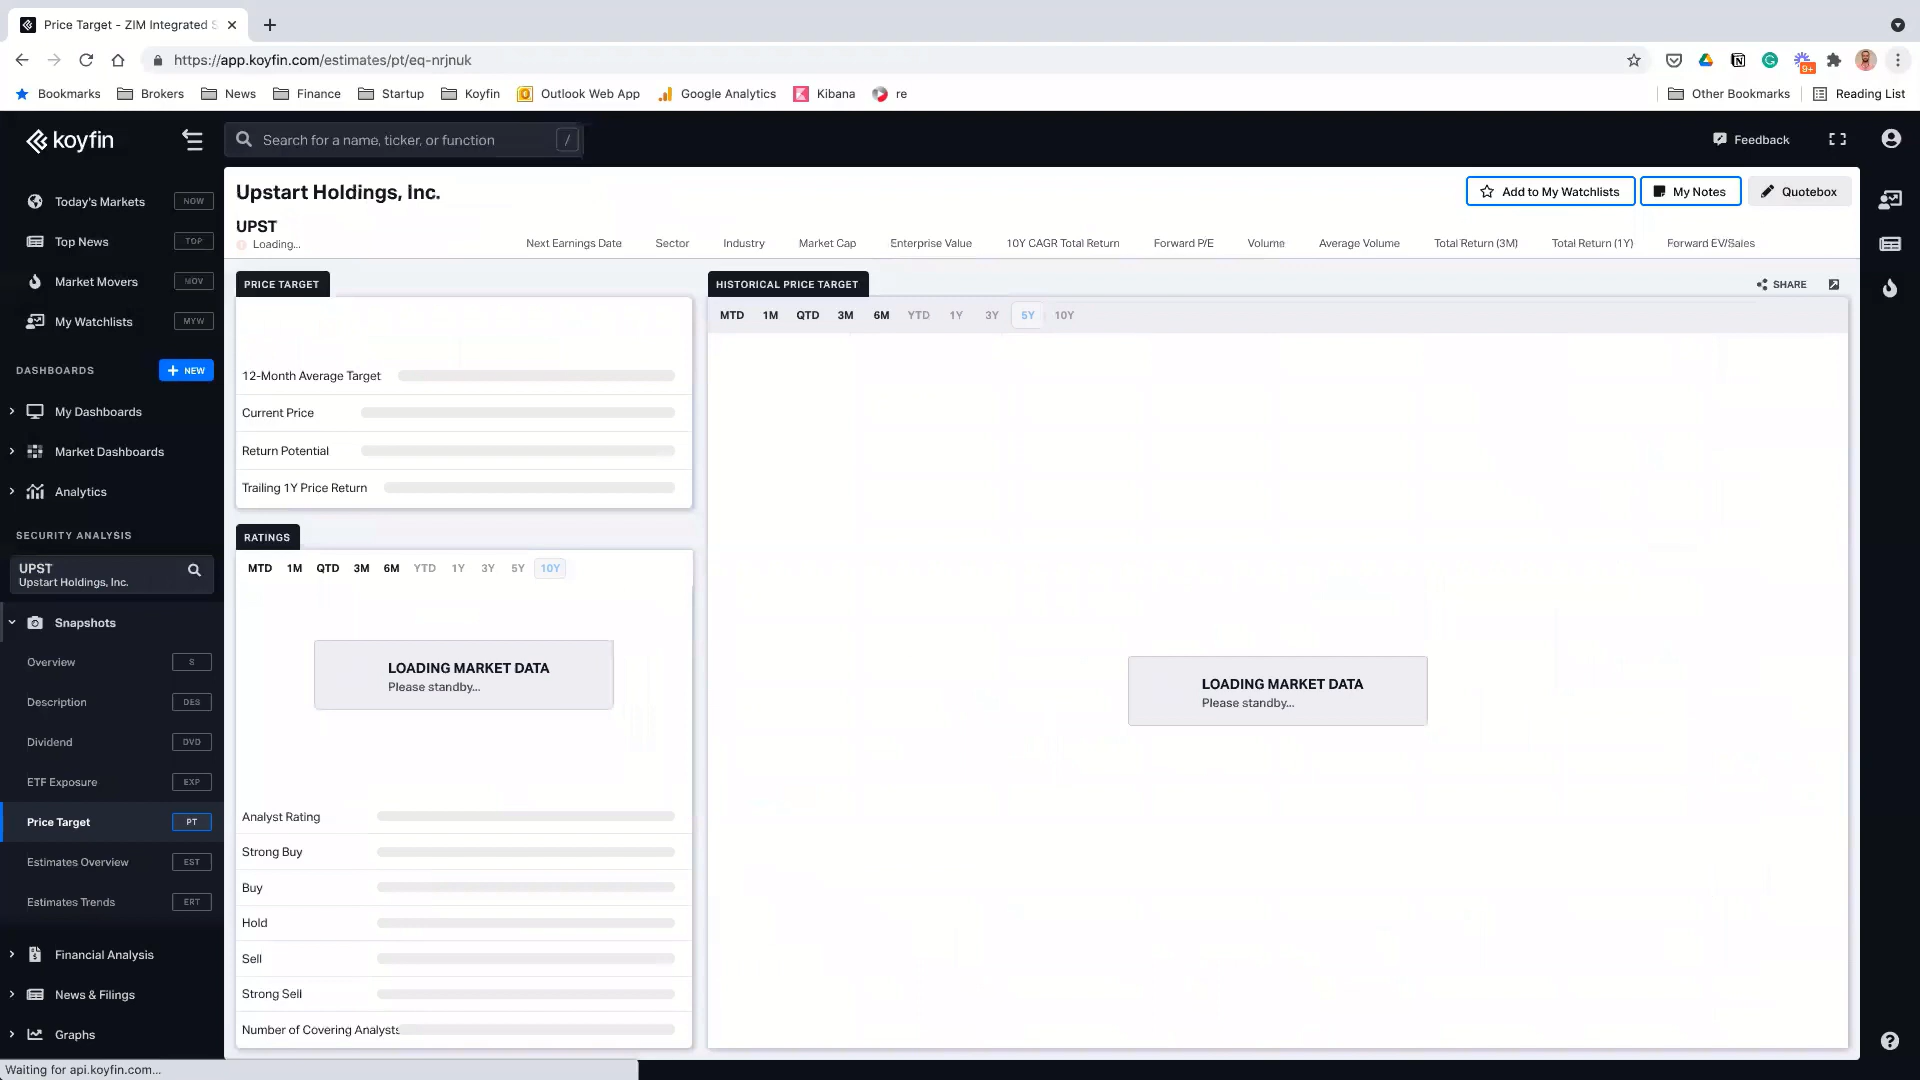 Price Target - ZIM Integrated S
https://app.koyfin.com/estimates/pt/eq-nrjnuk
9+
Bookmarks
Brokers
News
Finance
Startup
Koyfin
Outlook Web App
Google Analytics
Kibana
re
Other Bookmarks
Reading List
koyfin
Search for a name, ticker, or function
/
Feedback
Today's Markets NOW
Top News TOP
Market Movers MOV
My Watchlists MYW
DASHBOARDS
+ NEW
My Dashboards
Market Dashboards
Analytics
SECURITY ANALYSIS
UPST
Upstart Holdings, Inc.
Snapshots
Overview S
Description DES
Dividend DVD
ETF Exposure EXP
Price Target PT
Estimates Overview EST
Estimates Trends ERT
Financial Analysis
News & Filings
Graphs
Upstart Holdings, Inc.
Add to My Watchlists
My Notes
Quotebox
UPST
Loading...
Next Earnings Date
Sector
Industry
Market Cap
Enterprise Value
10Y CAGR Total Return
Forward P/E
Volume
Average Volume
Total Return (3M)
Total Return (1Y)
Forward EV/Sales
PRICE TARGET
12-Month Average Target
Current Price
Return Potential
Trailing 1Y Price Return
RATINGS
MTD 1M QTD 3M 6M YTD 1Y 3Y 5Y 10Y
LOADING MARKET DATA
Please standby...
Analyst Rating
Strong Buy
Buy
Hold
Sell
Strong Sell
Number of Covering Analysts
HISTORICAL PRICE TARGET
SHARE
MTD 1M QTD 3M 6M YTD 1Y 3Y 5Y 10Y
LOADING MARKET DATA
Please standby...
Waiting for api.koyfin.com...